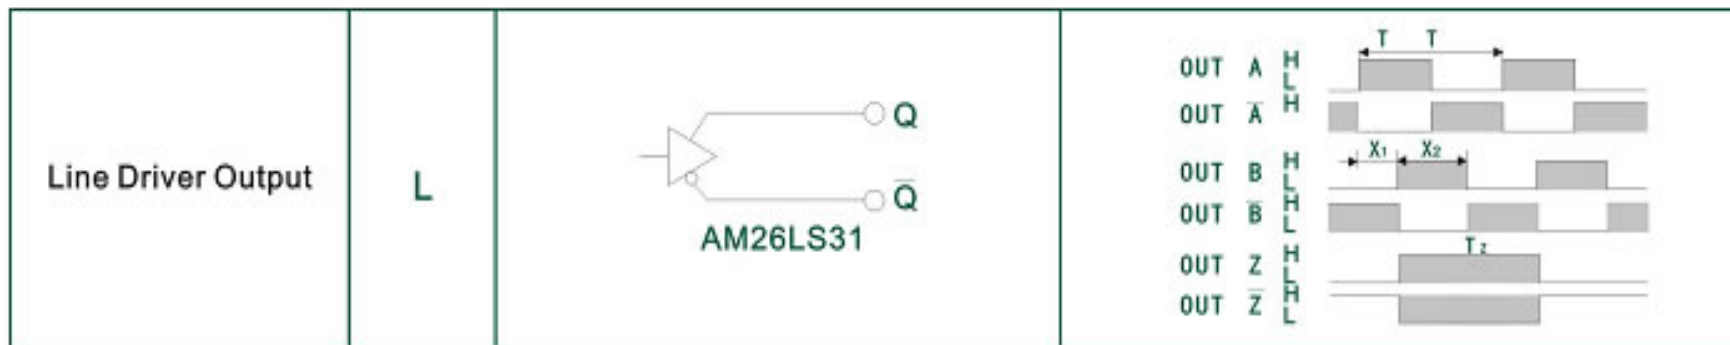 Line Driver Output
L
Q
Q̅
AM26LS31
T T
OUT A H
L
OUT A̅ H
X₁ X₂
OUT B H
L
OUT B̅ H
L
Tz
OUT Z H
L
OUT Z̅ H
L